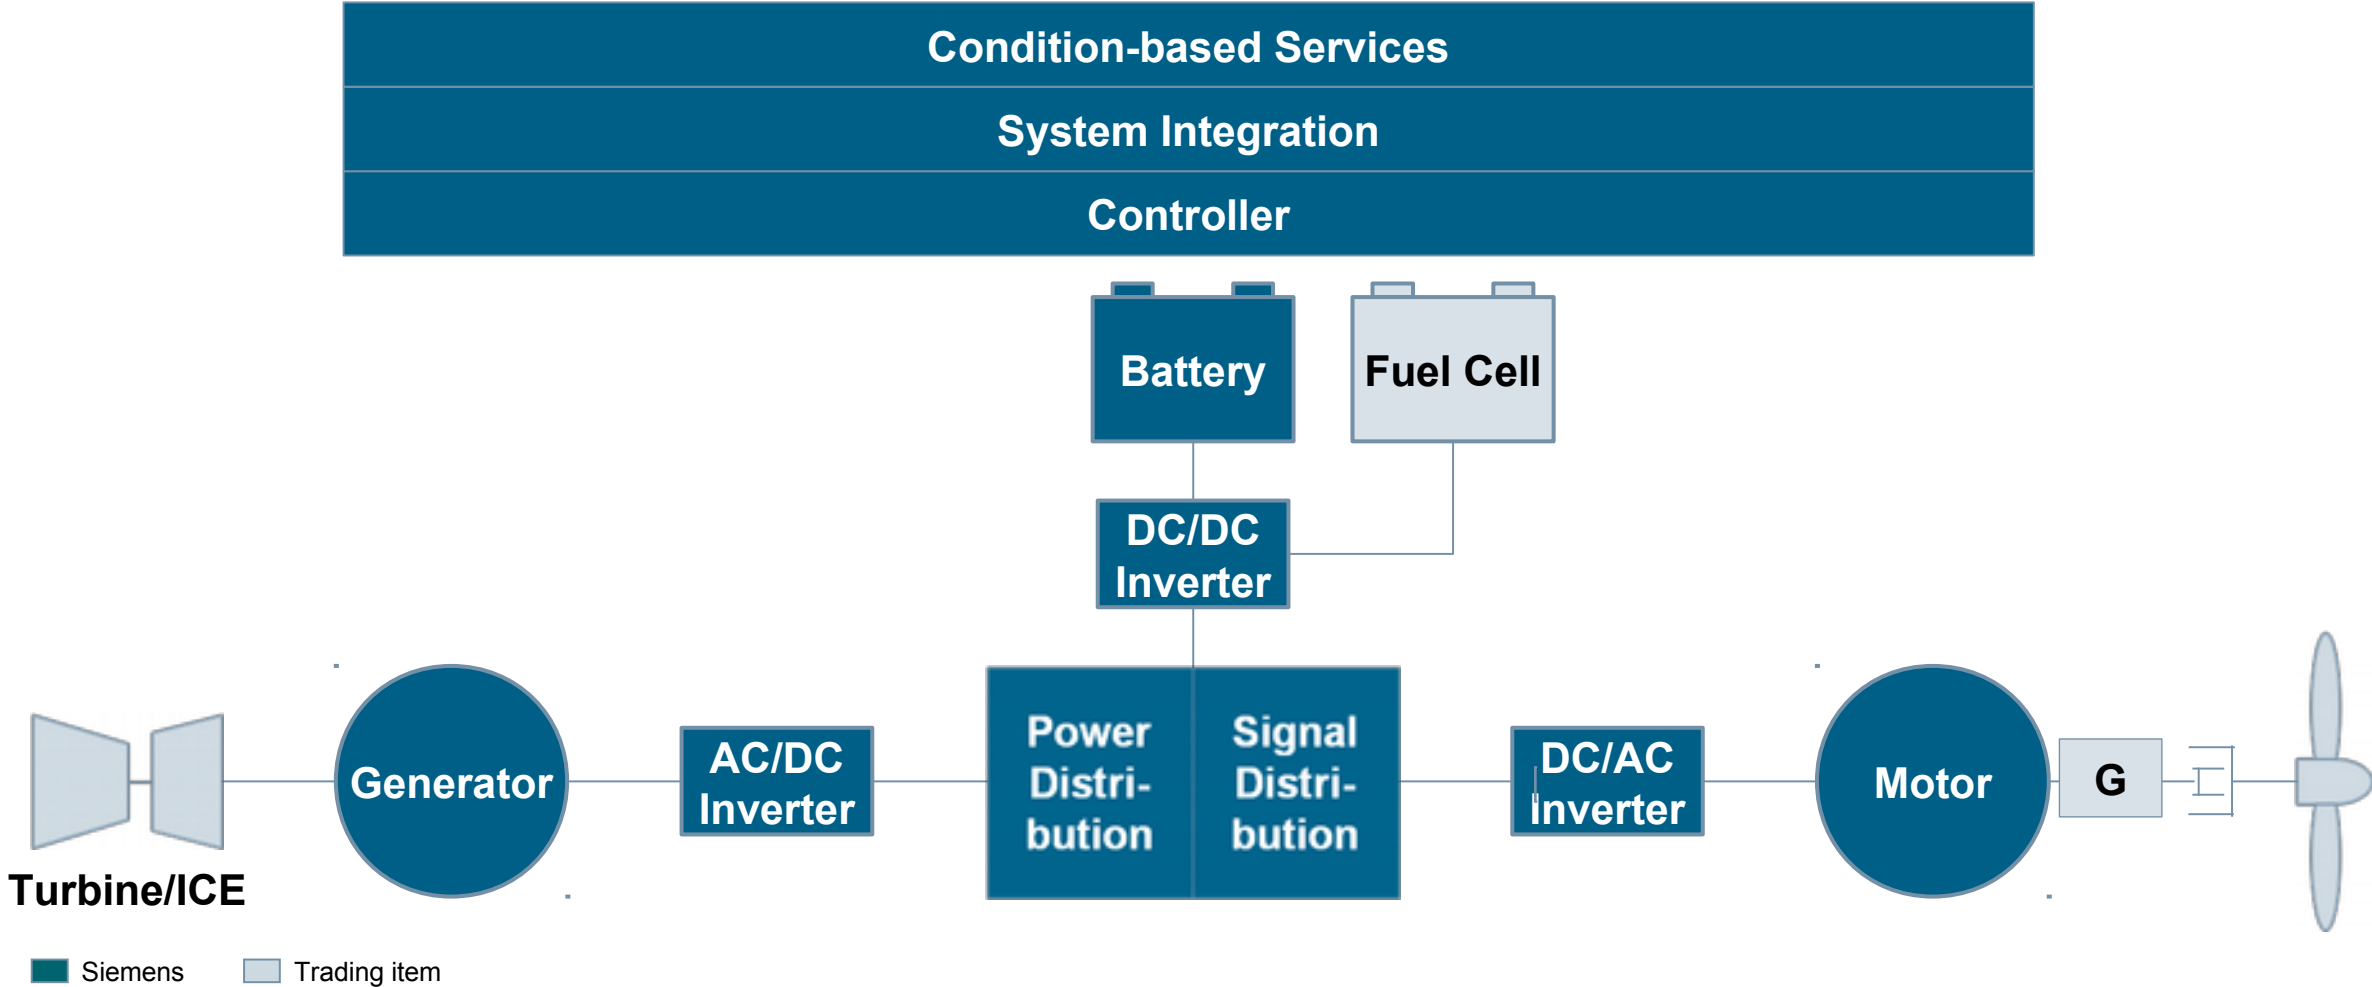 Condition-based Services
System Integration
Controller
Battery
Fuel Cell
DC/DC
Inverter
Generator
AC/DC
Inverter
Power
Distri-
bution
Signal
Distri-
bution
DC/AC
Inverter
Motor
G
Turbine/ICE
Siemens
Trading item